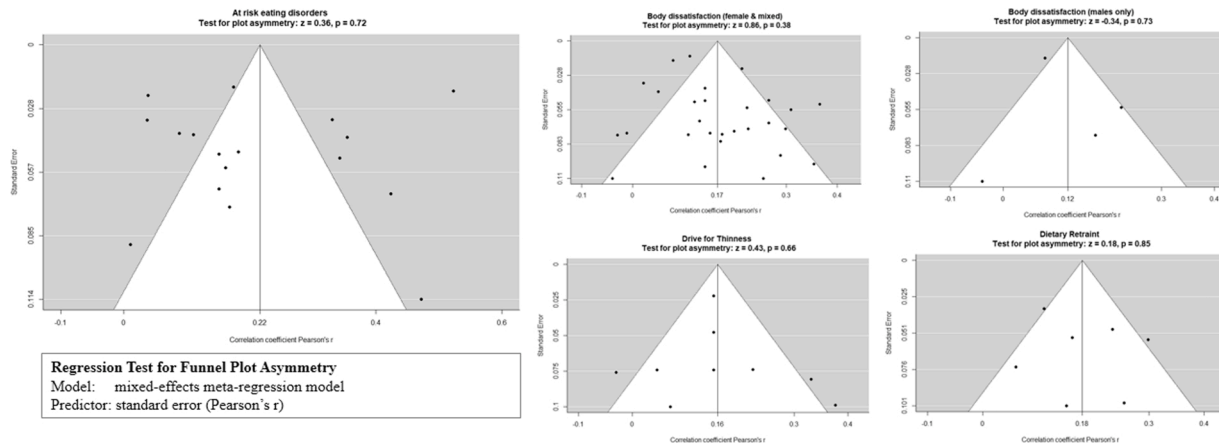 At risk eating disorders
Test for plot asymmetry: z = 0.36, p = 0.72
Standard Error
0
0.028
0.057
0.085
0.114
-0.1
0
0.22
0.4
0.6
Correlation coefficient Pearson's r
Regression Test for Funnel Plot Asymmetry
Model: mixed-effects meta-regression model
Predictor: standard error (Pearson's r)
Body dissatisfaction (female & mixed)
Test for plot asymmetry: z = 0.86, p = 0.38
Standard Error
0
0.028
0.055
0.083
0.11
-0.1
0
0.17
0.3
0.4
Correlation coefficient Pearson's r
Body dissatisfaction (males only)
Test for plot asymmetry: z = -0.34, p = 0.73
Standard Error
0
0.028
0.055
0.083
0.11
-0.1
0
0.12
0.2
0.4
Correlation coefficient Pearson's r
Drive for Thinness
Test for plot asymmetry: z = 0.43, p = 0.66
Standard Error
0
0.025
0.05
0.075
0.1
-0.1
0
0.16
0.3
0.4
Correlation coefficient Pearson's r
Dietary Retraint
Test for plot asymmetry: z = 0.18, p = 0.85
Standard Error
0
0.025
0.051
0.076
0.101
-0.1
0
0.18
0.3
0.4
Correlation coefficient Pearson's r